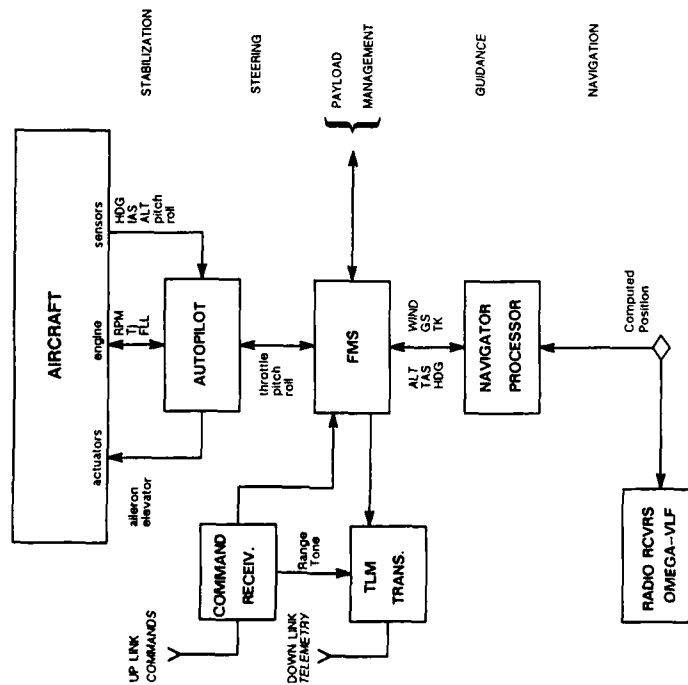 AIRCRAFT
actuators
engine
sensors
aileron
elevator
RPM
TJ
FLL
HDG
IAS
ALT
pitch
roll
STABILIZATION
AUTOPILOT
throttle
pitch
roll
STEERING
UP LINK
COMMANDS
COMMAND
RECEIV.
Range
Tone
DOWN LINK
TELEMETRY
TLM
TRANS.
FMS
PAYLOAD
MANAGEMENT
ALT
TAS
HDG
WIND
GS
TK
NAVIGATOR
PROCESSOR
GUIDANCE
Computed
Position
NAVIGATION
RADIO RCVRS
OMEGA-VLF